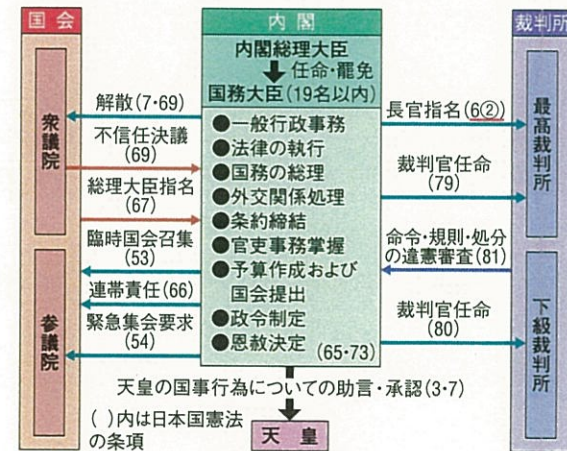 国会
内閣
裁判所
内閣総理大臣
任命・罷免
国務大臣(19名以内)
衆議院
参議院
解散(7・69)
不信任決議
(69)
総理大臣指名
(67)
臨時国会召集
(53)
連帯責任(66)
緊急集会要求
(54)
●一般行政事務
●法律の執行
●国務の総理
●外交関係処理
●条約締結
●官吏事務掌握
●予算作成および
国会提出
●政令制定
●恩赦決定
(65・73)
長官指名(6②)
裁判官任命
(79)
命令・規則・処分
の違憲審査(81)
裁判官任命
(80)
最高裁判所
下級裁判所
天皇の国事行為についての助言・承認(3・7)
( )内は日本国憲法
の条項
天皇